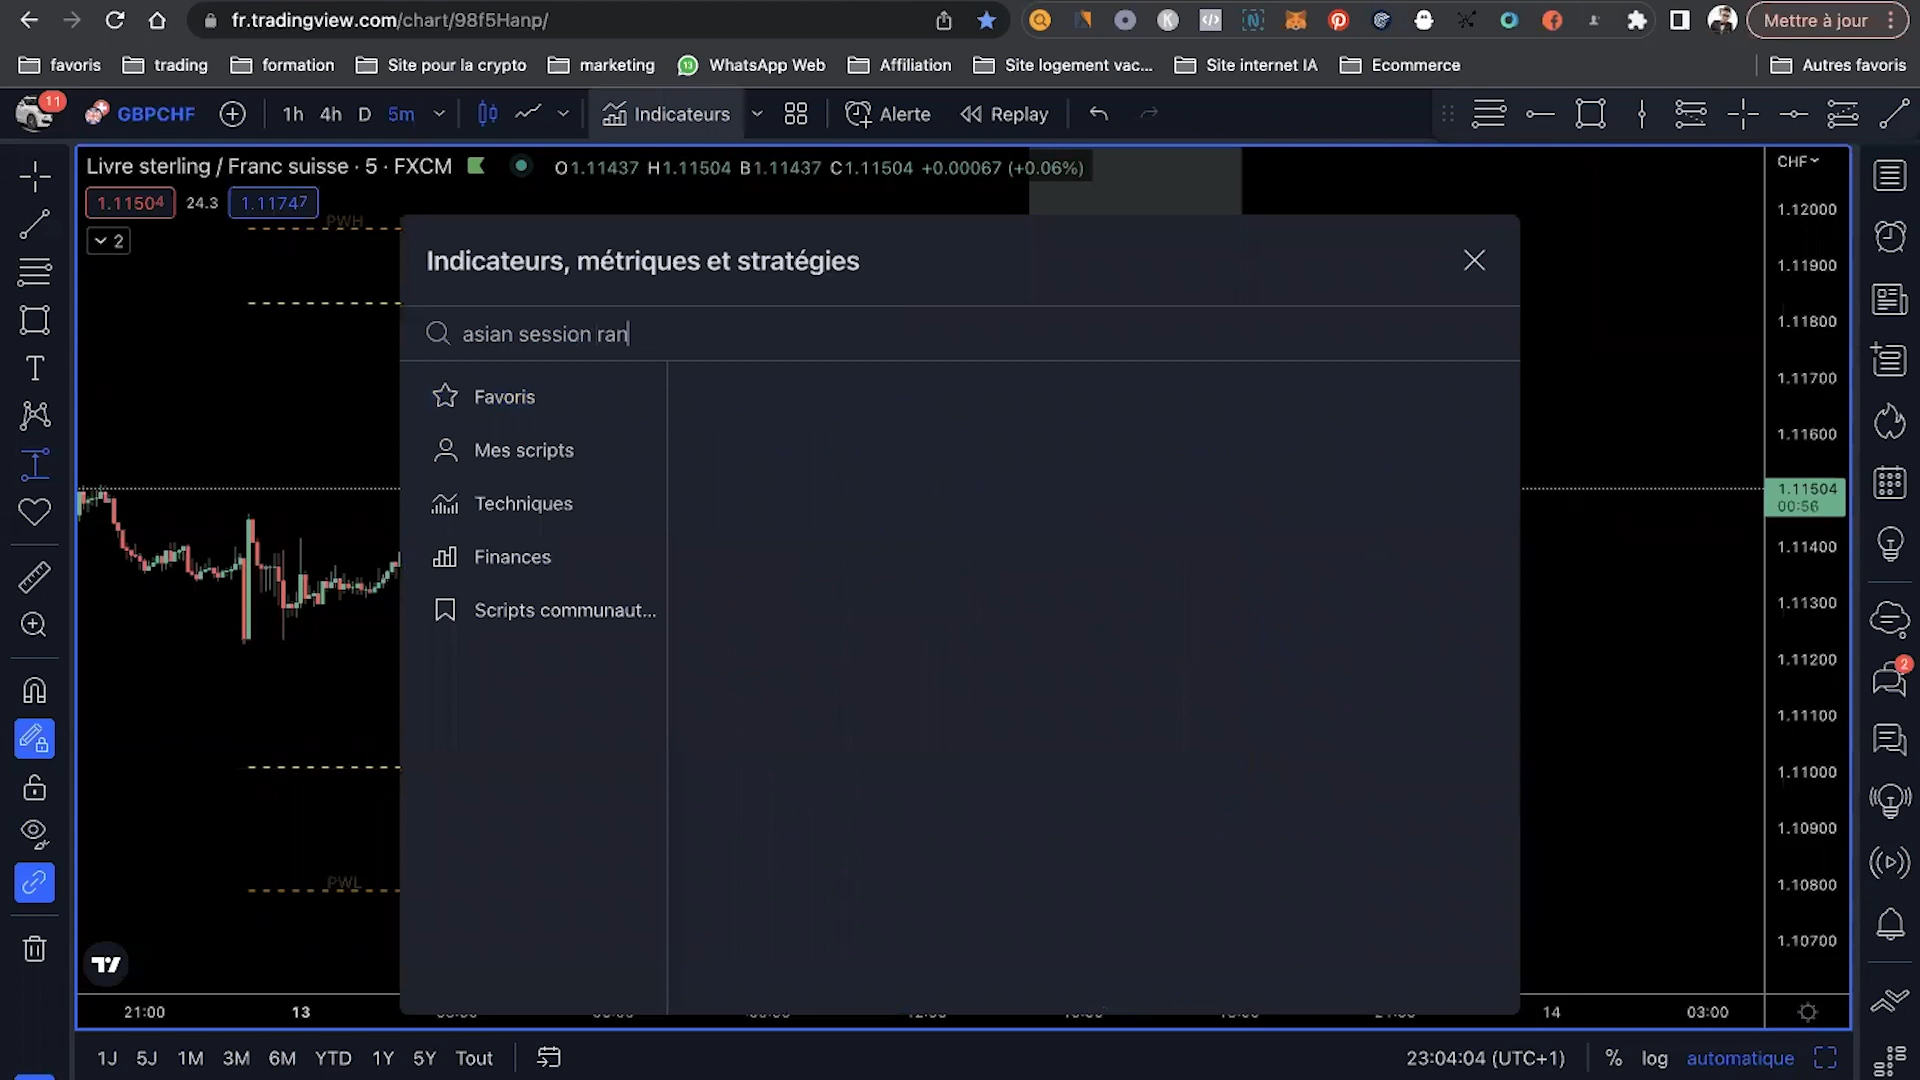 fr.tradingview.com/chart/98f5Hanp/
Mettre à jour
favoris
trading
formation
Site pour la crypto
marketing
13
WhatsApp Web
Affiliation
Site logement vac...
Site internet IA
Ecommerce
Autres favoris
11
GBPCHF
1h
4h
D
5m
Indicateurs
Alerte
Replay
Livre sterling / Franc suisse · 5 · FXCM
O1.11437 H1.11504 B1.11437 C1.11504 +0.00067 (+0.06%)
CHF
1.11504
24.3
1.11747
2
PWH
Indicateurs, métriques et stratégies
asian session ran
Favoris
Mes scripts
Techniques
Finances
Scripts communaut...
PWL
1.12000
1.11900
1.11800
1.11700
1.11600
1.11504
00:56
1.11400
1.11300
1.11200
1.11100
1.11000
1.10900
1.10800
1.10700
2
21:00
13
14
03:00
1J
5J
1M
3M
6M
YTD
1Y
5Y
Tout
23:04:04 (UTC+1)
%
log
automatique